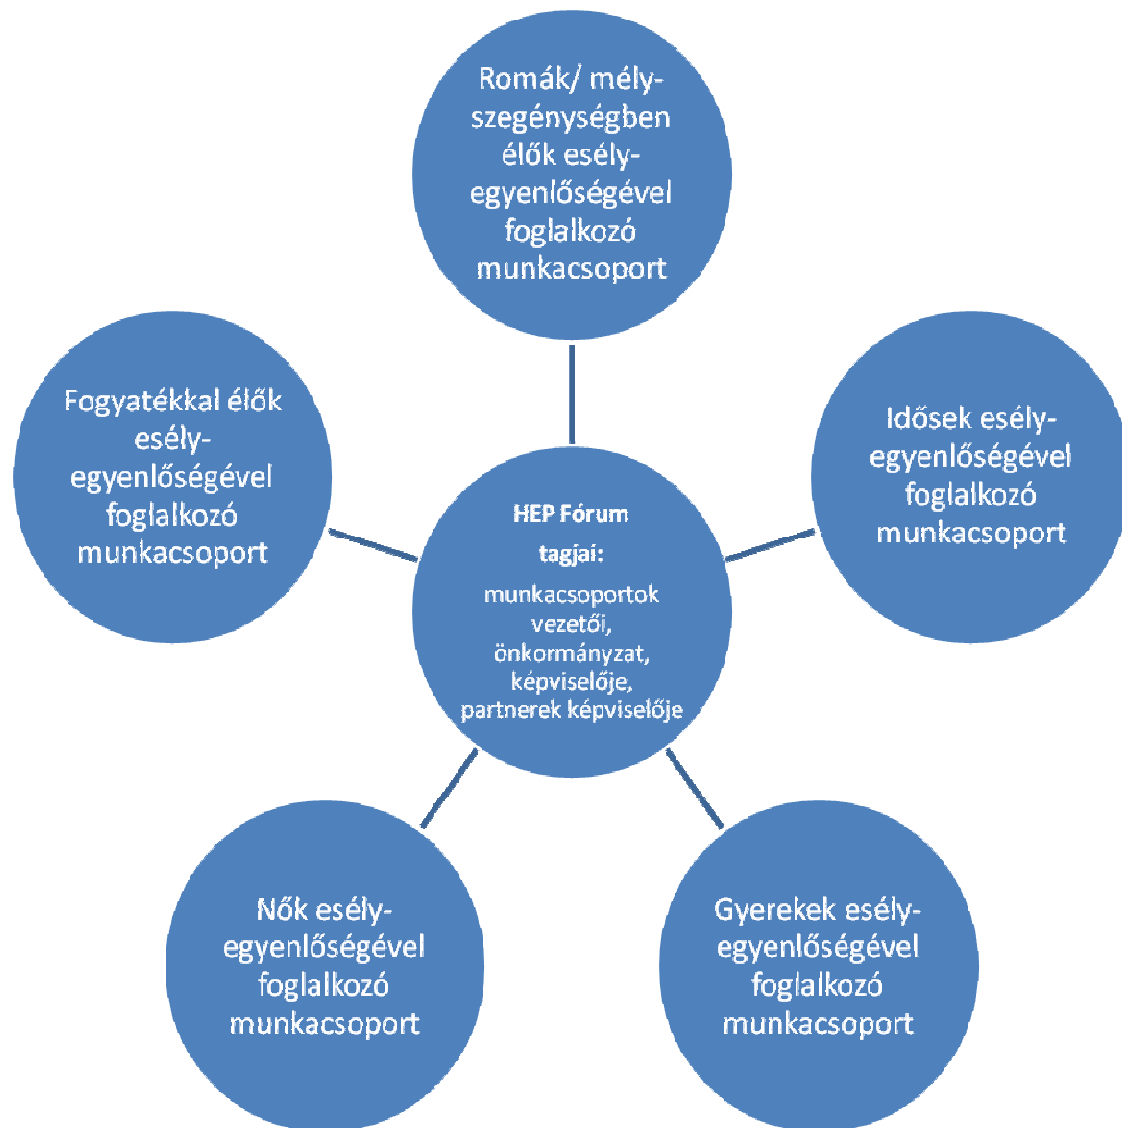 Romák/ mély-
szegénységben
élők esély-
egyenlőségével
foglalkozó
munkacsoport
Fogyatékkal élők
esély-
egyenlőségével
foglalkozó
munkacsoport
Idősek esély-
egyenlőségével
foglalkozó
munkacsoport
HEP Fórum
tagjai:
munkacsoportok
vezetői,
önkormányzat,
képviselője,
partnerek képviselője
Nők esély-
egyenlőségével
foglalkozó
munkacsoport
Gyerekek esély-
egyenlőségével
foglalkozó
munkacsoport